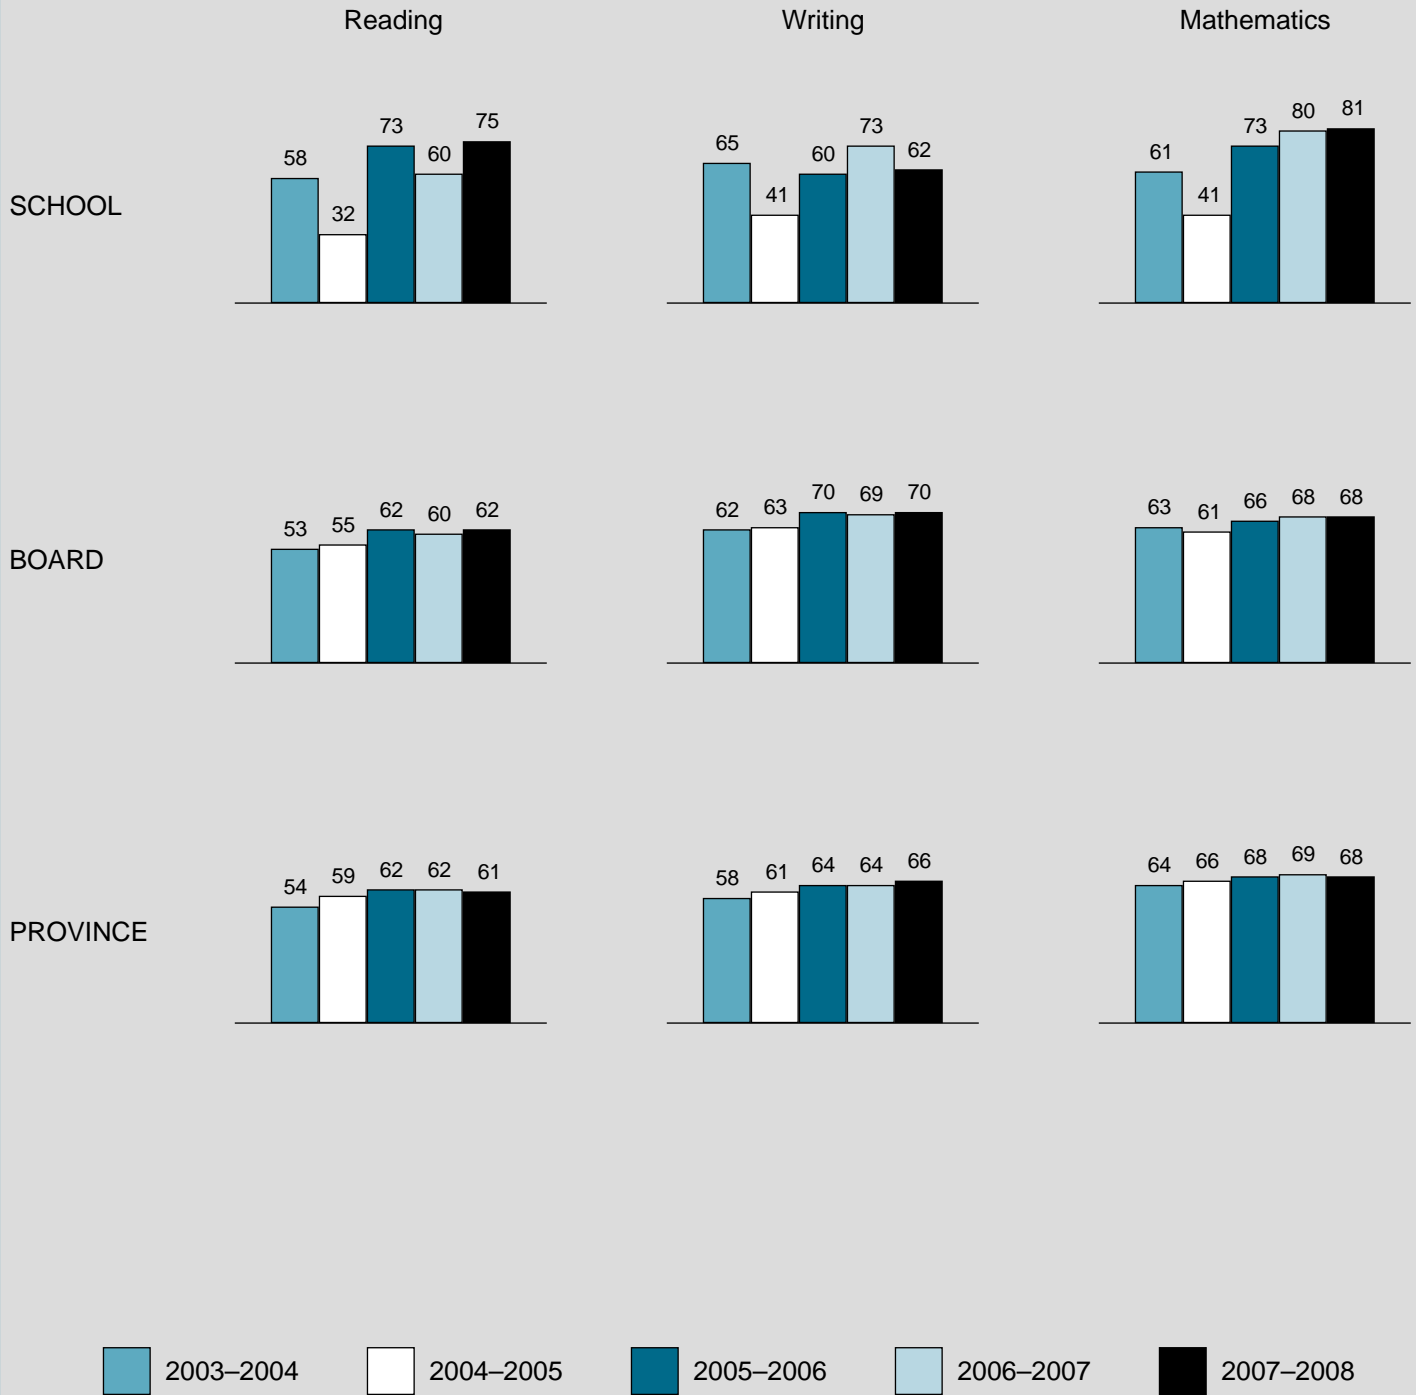 Reading Writing Mathematics
SCHOOL
58 32 73 60 75
65 41 60 73 62
61 41 73 80 81
BOARD
53 55 62 60 62
62 63 70 69 70
63 61 66 68 68
PROVINCE
54 59 62 62 61
58 61 64 64 66
64 66 68 69 68
2003–2004 2004–2005 2005–2006 2006–2007 2007–2008